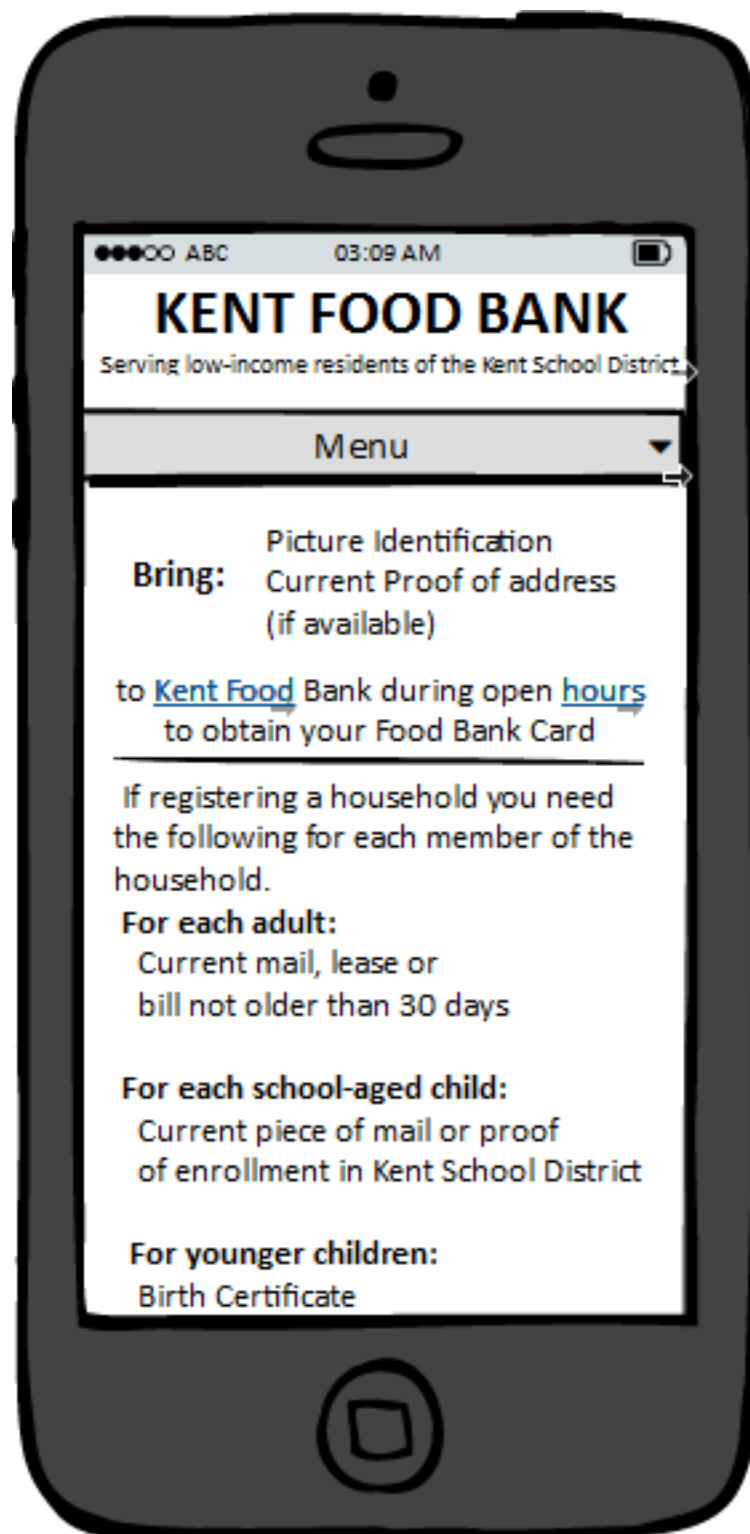 ABC 03:09 AM
KENT FOOD BANK
Serving low-income residents of the Kent School District
Menu
Bring:
Picture Identification
Current Proof of address
(if available)
to Kent Food Bank during open hours
to obtain your Food Bank Card
If registering a household you need
the following for each member of the
household.
For each adult:
Current mail, lease or
bill not older than 30 days
For each school-aged child:
Current piece of mail or proof
of enrollment in Kent School District
For younger children:
Birth Certificate